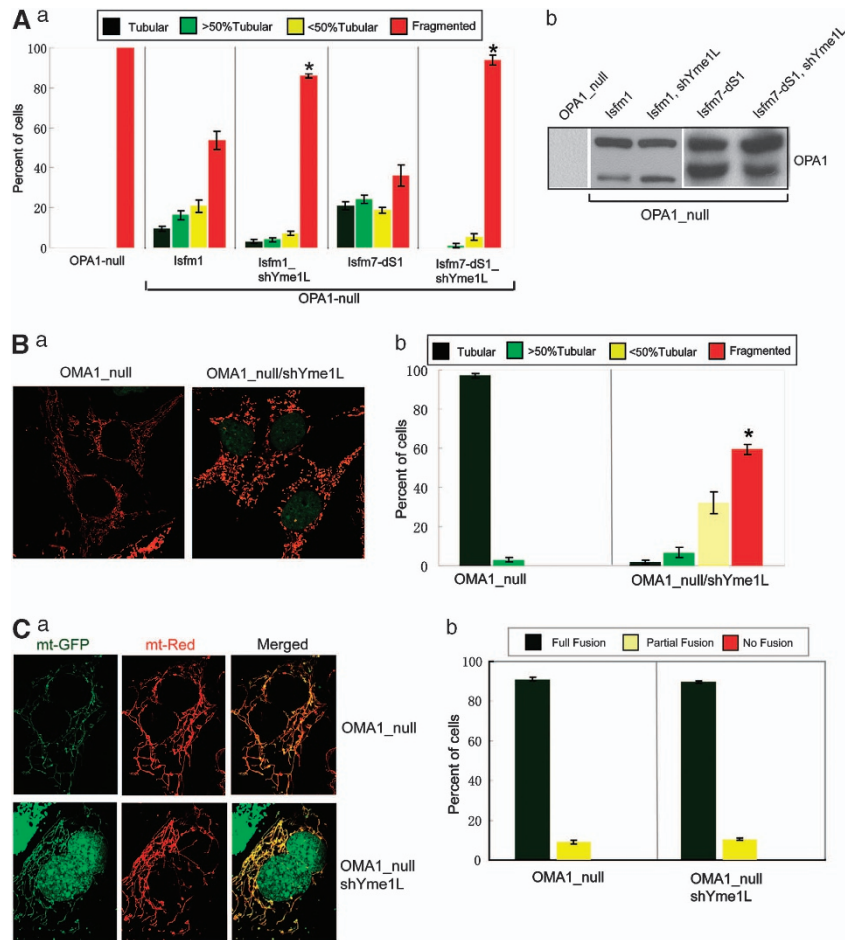 A a
Tubular >50%Tubular <50%Tubular Fragmented
Percent of cells
100
80
60
40
20
0
*
*
OPA1-null
Isfm1
Isfm1_
shYme1L
Isfm7-dS1
Isfm7-dS1_
shYme1L
OPA1-null
b
OPA1_null
Isfm1
Isfm1, shYme1L
Isfm7-dS1
Isfm7-dS1, shYme1L
OPA1
OPA1_null
B a
OMA1_null
OMA1_null/shYme1L
b
Tubular >50%Tubular <50%Tubular Fragmented
Percent of cells
100
80
60
40
20
0
*
OMA1_null
OMA1_null/shYme1L
C a
mt-GFP
mt-Red
Merged
OMA1_null
OMA1_null
shYme1L
b
Full Fusion Partial Fusion No Fusion
Percent of cells
100
80
60
40
20
0
OMA1_null
OMA1_null
shYme1L